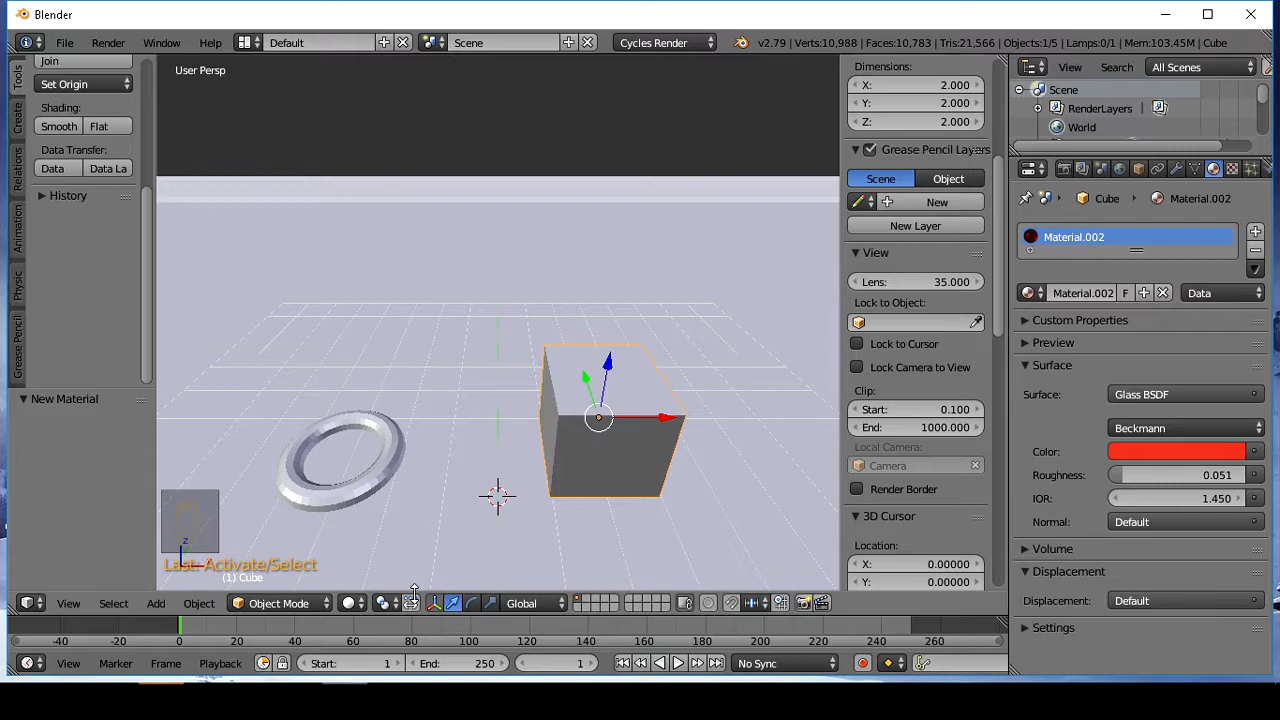 Blender
File Render Window Help Default Scene Cycles Render v2.79 | Verts:10,988 | Faces:10,783 | Tris:21,566 | Objects:1/5 | Lamps:0/1 | Mem:103.45M | Cube
Tools
Create
Relations
Animation
Physic
Grease Pencil
Join
Set Origin
Shading:
Smooth Flat
Data Transfer:
Data Data La
History
New Material
User Persp
z
Last: Activate/Select
(1) Cube
Dimensions:
X: 2.000
Y: 2.000
Z: 2.000
Grease Pencil Layers
Scene Object
New
New Layer
View
Lens: 35.000
Lock to Object:
Lock to Cursor
Lock Camera to View
Clip:
Start: 0.100
End: 1000.000
Local Camera:
Camera
Render Border
3D Cursor
Location:
X: 0.00000
Y: 0.00000
View Search All Scenes
Scene
RenderLayers
World
Cube Material.002
Material.002
Material.002 F Data
Custom Properties
Preview
Surface
Surface: Glass BSDF
Beckmann
Color:
Roughness: 0.051
IOR: 1.450
Normal: Default
Volume
Displacement
Displacement: Default
Settings
View Select Add Object Object Mode Global
-40 -20 0 20 40 60 80 100 120 140 160 180 200 220 240 260
View Marker Frame Playback Start: 1 End: 250 1 No Sync